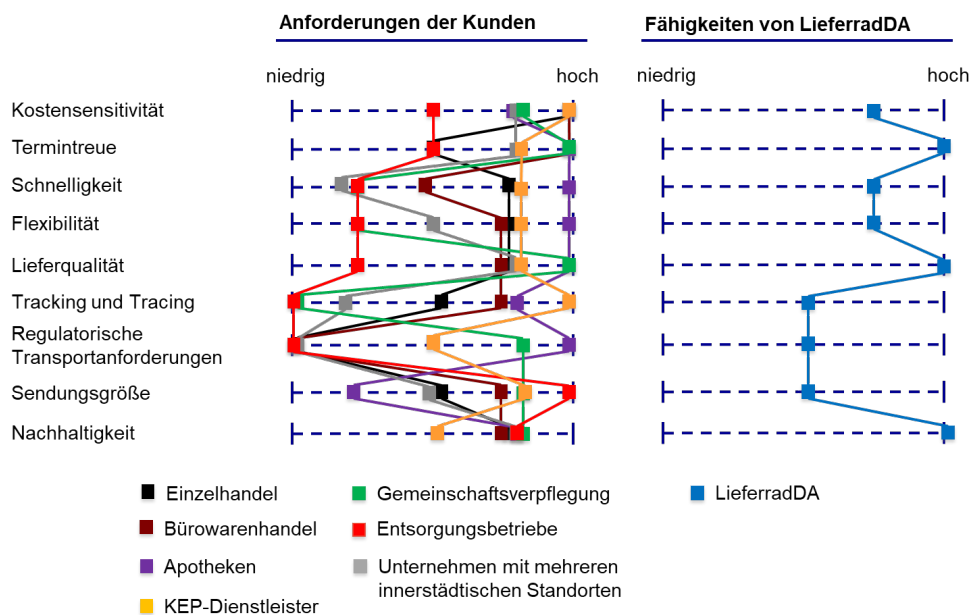 Anforderungen der Kunden
Fähigkeiten von LieferradDA
niedrig
hoch
niedrig
hoch
Kostensensitivität
Termintreue
Schnelligkeit
Flexibilität
Lieferqualität
Tracking und Tracing
Regulatorische
Transportanforderungen
Sendungsgröße
Nachhaltigkeit
Einzelhandel
Gemeinschaftsverpflegung
LieferradDA
Bürowarenhandel
Entsorgungsbetriebe
Apotheken
Unternehmen mit mehreren
innerstädtischen Standorten
KEP-Dienstleister